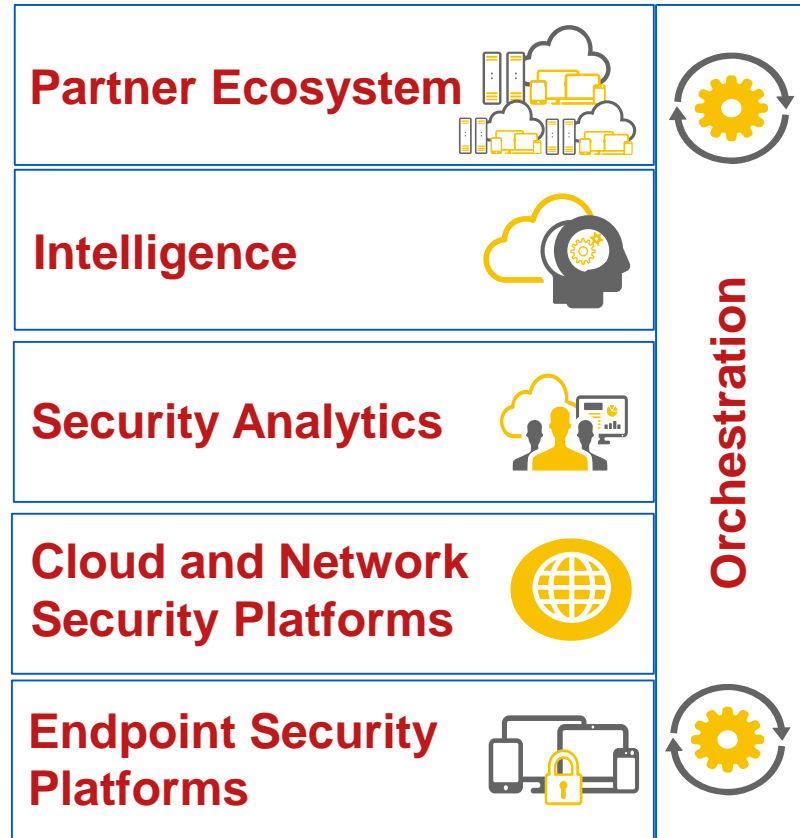 Partner Ecosystem
Intelligence
Security Analytics
Cloud and Network
Security Platforms
Endpoint Security
Platforms
Orchestration